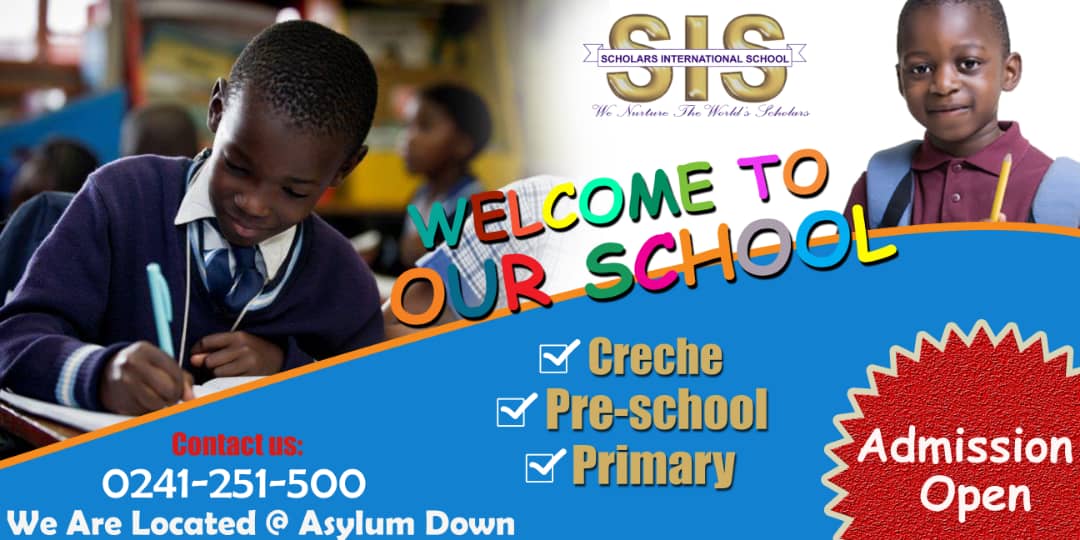 SIS
SCHOLARS INTERNATIONAL SCHOOL
We Nurture The World's Scholars
WELCOME TO
OUR SCHOOL
Creche
Pre-school
Primary
Contact us:
0241-251-500
We Are Located @ Asylum Down
Admission
Open